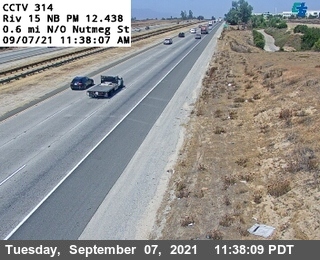 CCTV 314
Riv 15 NB PM 12.438
0.6 mi N/O Nutmeg St
09/07/21 11:38:07 AM
Tuesday, September 07, 2021 11:38:09 PDT